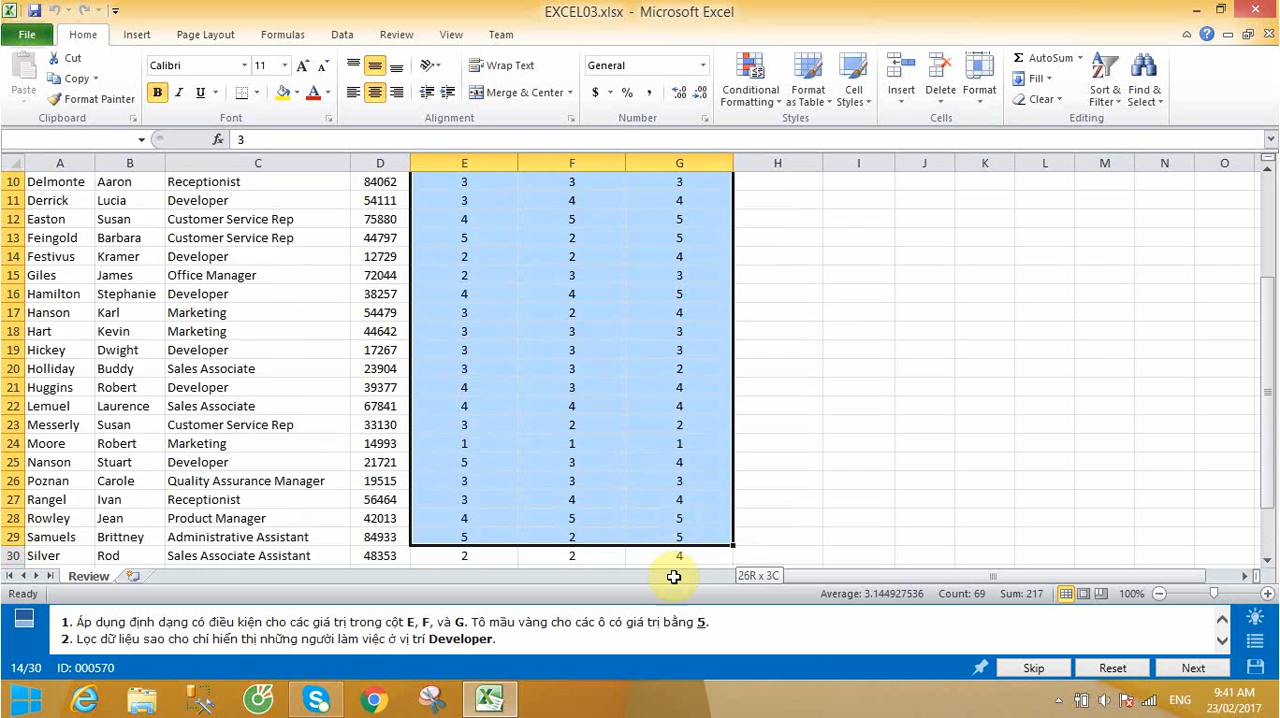 EXCEL03.xlsx - Microsoft Excel
File Home Insert Page Layout Formulas Data Review View Team
Cut
Copy
Format Painter
Paste
Clipboard
Calibri 11 A A
B I U A
Font
Wrap Text
Merge & Center
Alignment
General
$ % ,
Number
Conditional Formatting
Format as Table
Cell Styles
Styles
Insert Delete Format
Cells
Σ AutoSum
Fill
Clear
Sort & Filter
Find & Select
Editing
fx 3
A B C D E F G H I J K L M N O
10 Delmonte Aaron Receptionist 84062 3 3 3
11 Derrick Lucia Developer 54111 3 4 4
12 Easton Susan Customer Service Rep 75880 4 5 5
13 Feingold Barbara Customer Service Rep 44797 5 2 5
14 Festivus Kramer Developer 12729 2 2 4
15 Giles James Office Manager 72044 2 3 3
16 Hamilton Stephanie Developer 38257 4 4 5
17 Hanson Karl Marketing 54479 3 2 4
18 Hart Kevin Marketing 44642 3 3 3
19 Hickey Dwight Developer 17267 3 3 3
20 Holliday Buddy Sales Associate 23904 3 3 2
21 Huggins Robert Developer 39377 4 3 4
22 Lemuel Laurence Sales Associate 67841 4 4 4
23 Messerly Susan Customer Service Rep 33130 3 2 2
24 Moore Robert Marketing 14993 1 1 1
25 Nanson Stuart Developer 21721 5 3 4
26 Poznan Carole Quality Assurance Manager 19515 3 3 3
27 Rangel Ivan Receptionist 56464 3 4 4
28 Rowley Jean Product Manager 42013 4 5 5
29 Samuels Brittney Administrative Assistant 84933 5 2 5
30 Silver Rod Sales Associate Assistant 48353 2 2 4
Review 26R x 3C
Ready Average: 3.144927536 Count: 69 Sum: 217 100%
1. Áp dụng định dạng có điều kiện cho các giá trị trong cột E, F, và G. Tô mầu vàng cho các ô có giá trị bằng 5.
2. Lọc dữ liệu sao cho chỉ hiển thị những người làm việc ở vị trí Developer.
14/30 ID: 000570 Skip Reset Next
ENG
9:41 AM
23/02/2017